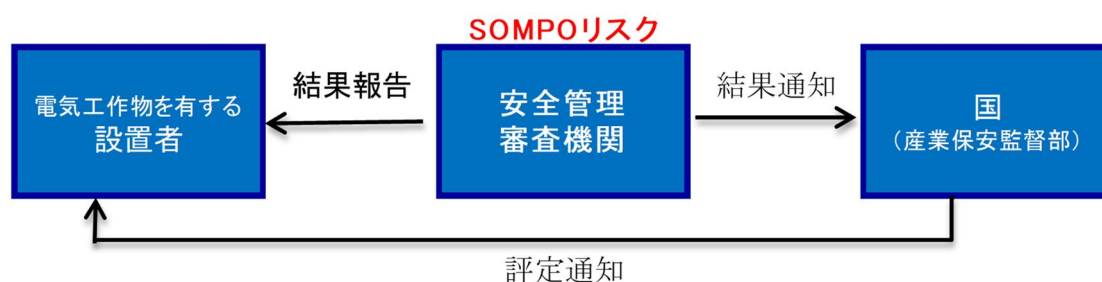 SOMPOリスク
電気工作物を有する
設置者
結果報告
安全管理
審査機関
結果通知
国
（産業保安監督部）
評定通知